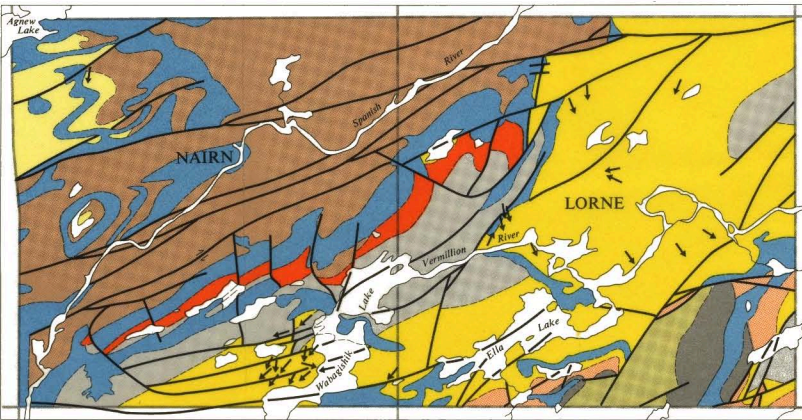 Agnew
Lake
River
Spanish
NAIRN
LORNE
River
Vermillion
Lake
Wabagishik
Lake
Ella